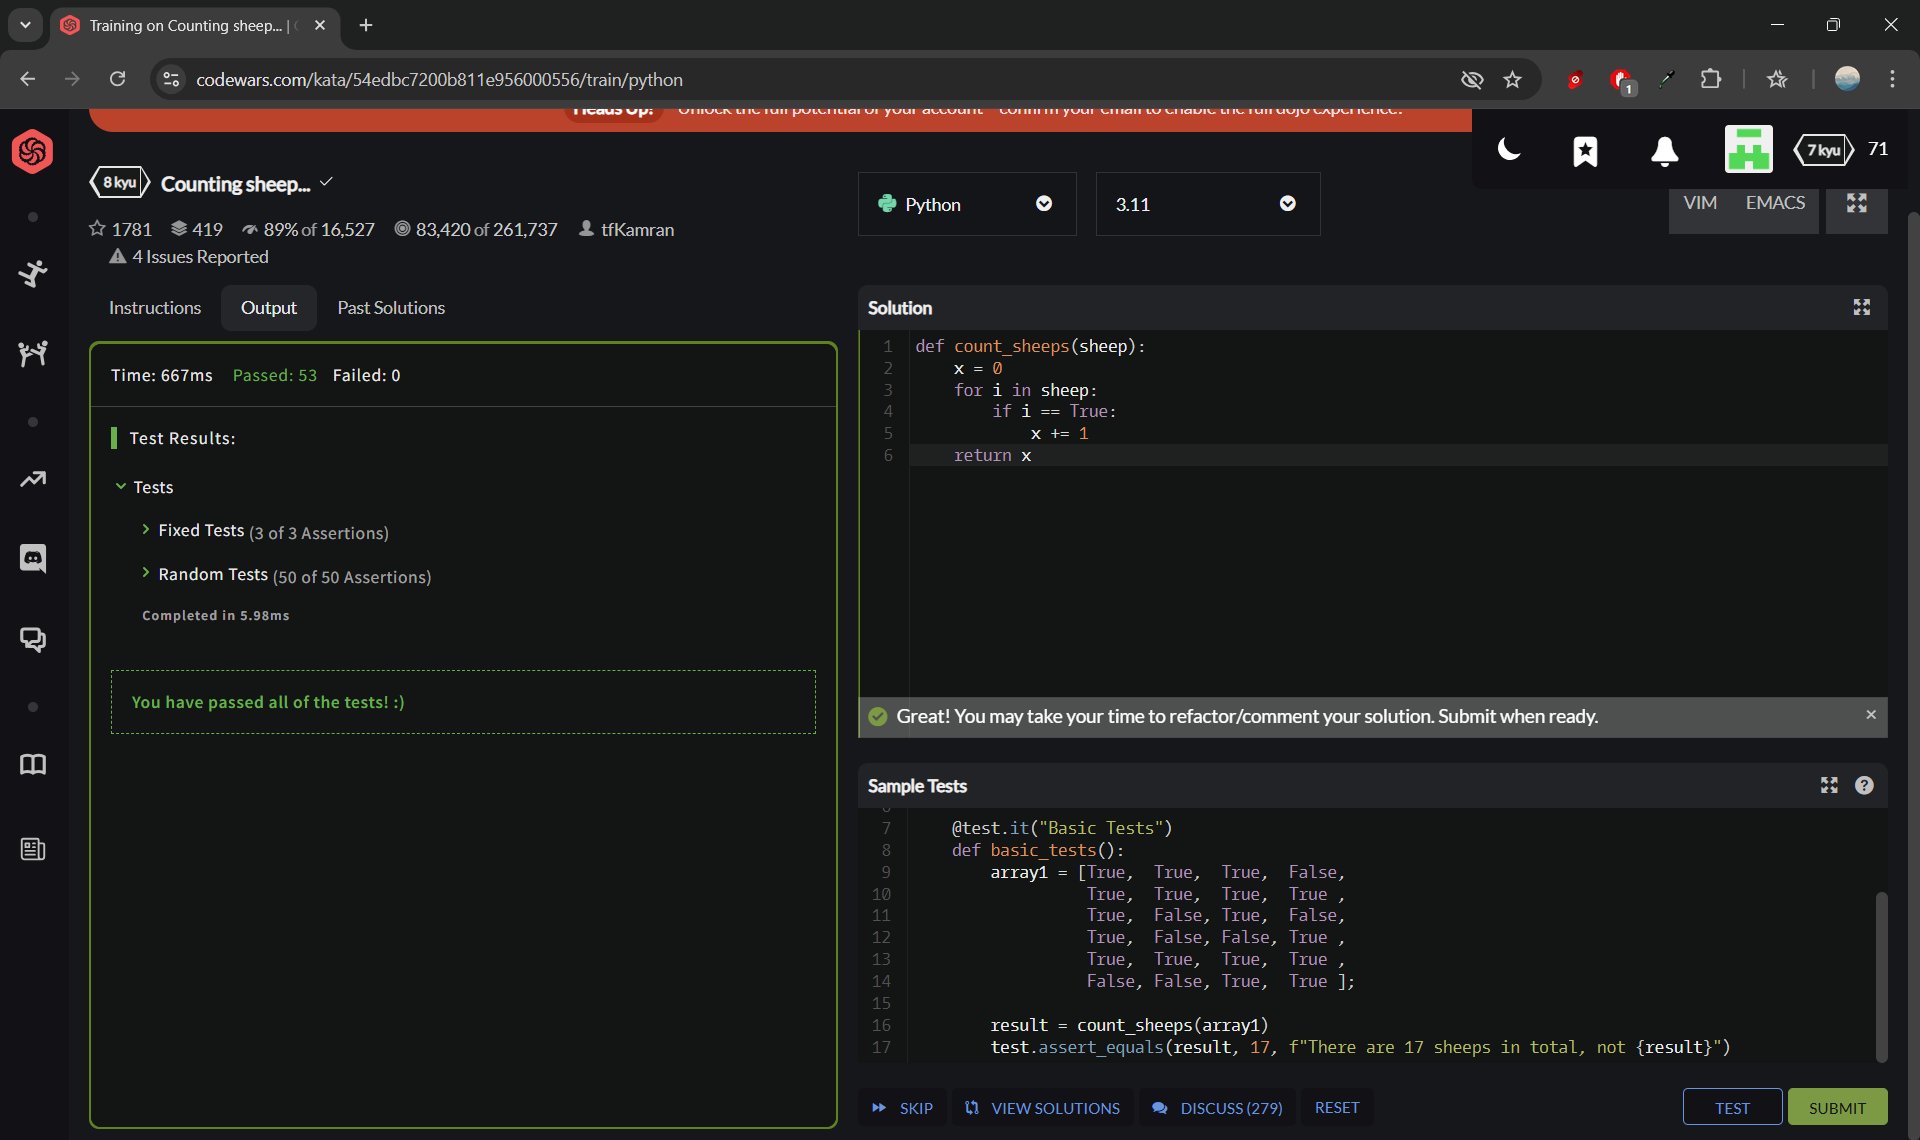 Training on Counting sheep... |
codewars.com/kata/54edbc7200b811e956000556/train/python
1
Heads Up! Unlock the full potential of your account - confirm your email to enable the full dojo experience.
7 kyu 71
8 kyu Counting sheep...
1781 419 89% of 16,527 83,420 of 261,737 tfKamran
4 Issues Reported
Python 3.11
VIM EMACS
Instructions Output Past Solutions
Time: 667ms Passed: 53 Failed: 0
Test Results:
Tests
Fixed Tests (3 of 3 Assertions)
Random Tests (50 of 50 Assertions)
Completed in 5.98ms
You have passed all of the tests! :)
Solution
1 def count_sheeps(sheep):
2 x = 0
3 for i in sheep:
4 if i == True:
5 x += 1
6 return x
Great! You may take your time to refactor/comment your solution. Submit when ready. ×
Sample Tests ?
7 @test.it("Basic Tests")
8 def basic_tests():
9 array1 = [True, True, True, False,
10 True, True, True, True ,
11 True, False, True, False,
12 True, False, False, True ,
13 True, True, True, True ,
14 False, False, True, True ];
15
16 result = count_sheeps(array1)
17 test.assert_equals(result, 17, f"There are 17 sheeps in total, not {result}")
SKIP VIEW SOLUTIONS DISCUSS (279) RESET
TEST SUBMIT